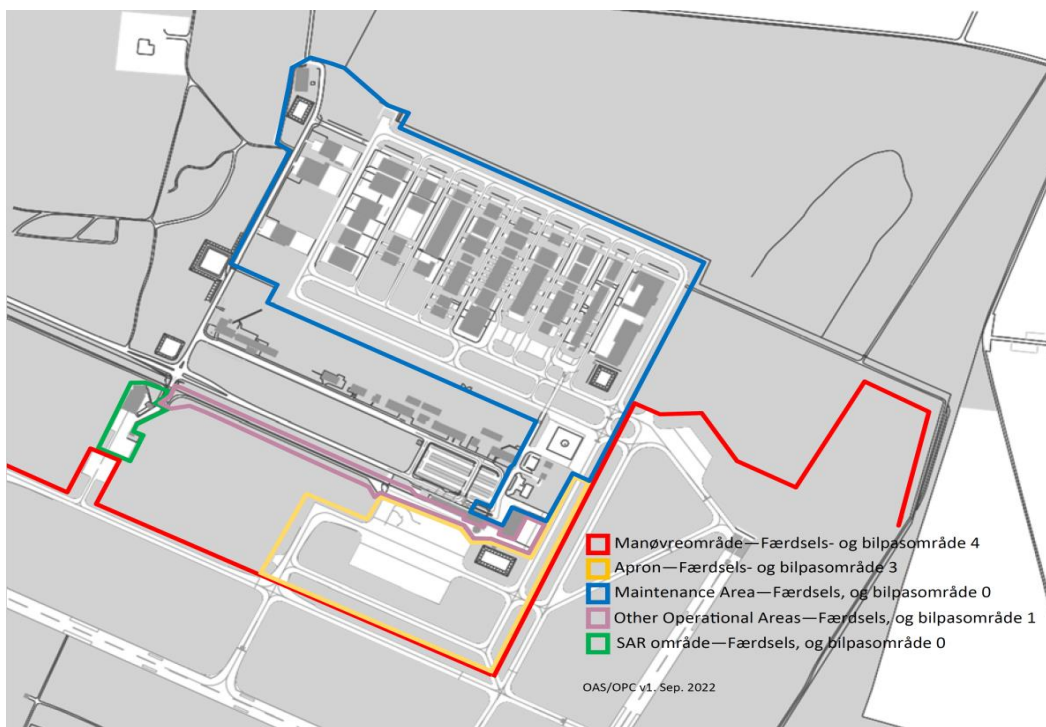 Manøvreområde—Færdsels- og bilpasområde 4
Apron—Færdsels- og bilpasområde 3
Maintenance Area—Færdsels, og bilpasområde 0
Other Operational Areas—Færdsels, og bilpasområde 1
SAR område—Færdsels, og bilpasområde 0
OAS/OPC v1. Sep. 2022